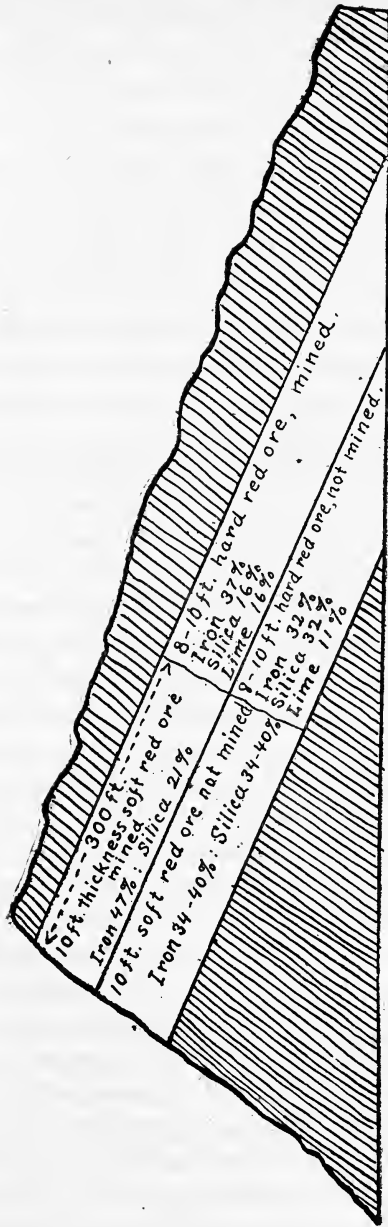 <----- 300 ft. ------->
10 ft. thickness soft red ore
mined
Iron 47% : Silica 21%
10 ft. soft red ore not mined
Iron 34-40% : Silica 34-40%
8-10 ft. hard red ore, mined.
Iron 37%
Silica 16%
Lime 16%
8-10 ft. hard red ore, not mined.
Iron 32%
Silica 32%
Lime 11%